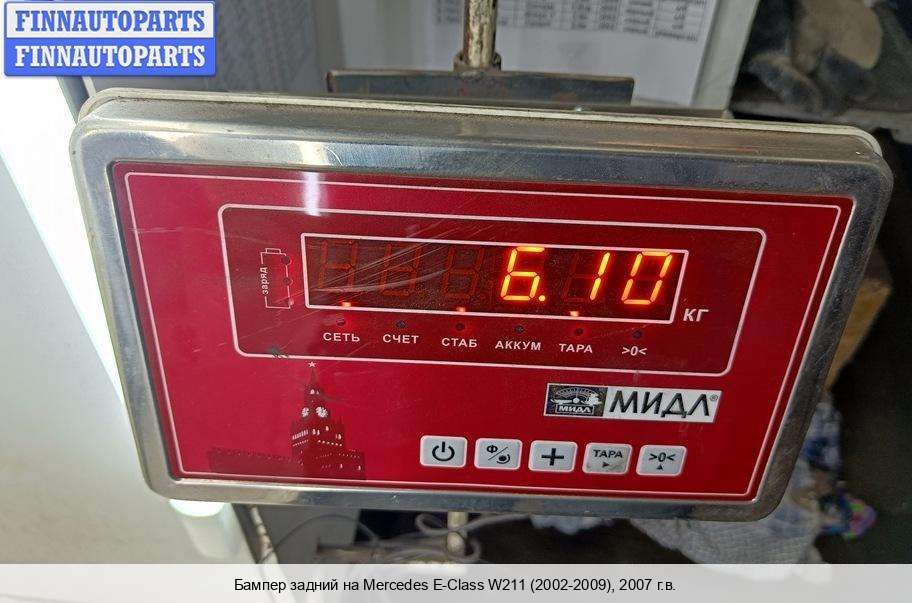 FINNAUTOPARTS
FINNAUTOPARTS
заряд
6.10
КГ
СЕТЬ СЧЕТ СТАБ АККУМ ТАРА >0<
МИДЛ МИДЛ®
Ф/ + ТАРА >0<
Бампер задний на Mercedes E-Class W211 (2002-2009), 2007 г.в.